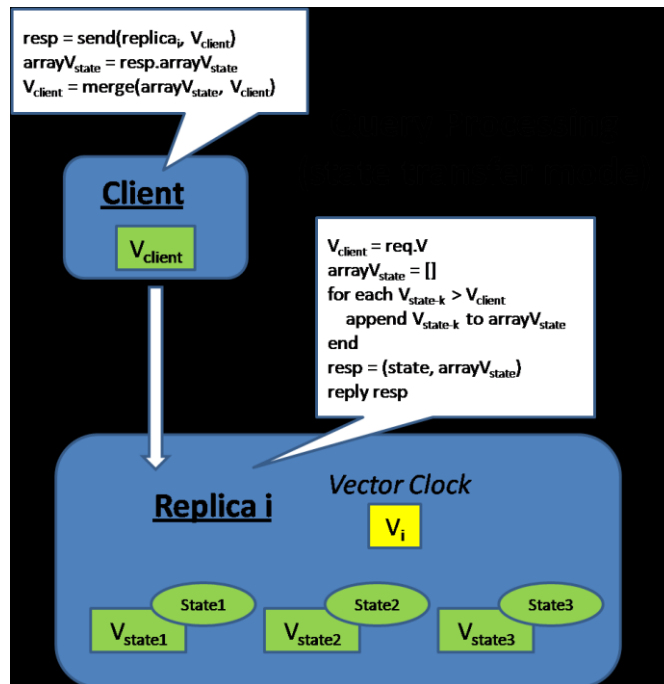 resp = send(replicai, Vclient)
arrayVstate = resp.arrayVstate
Vclient = merge(arrayVstate, Vclient)
Client
Vclient
Vclient = req.V
arrayVstate = []
for each Vstate-k > Vclient
append Vstate-k to arrayVstate
end
resp = (state, arrayVstate)
reply resp
Replica i
Vector Clock
Vi
State1
State2
State3
Vstate1
Vstate2
Vstate3